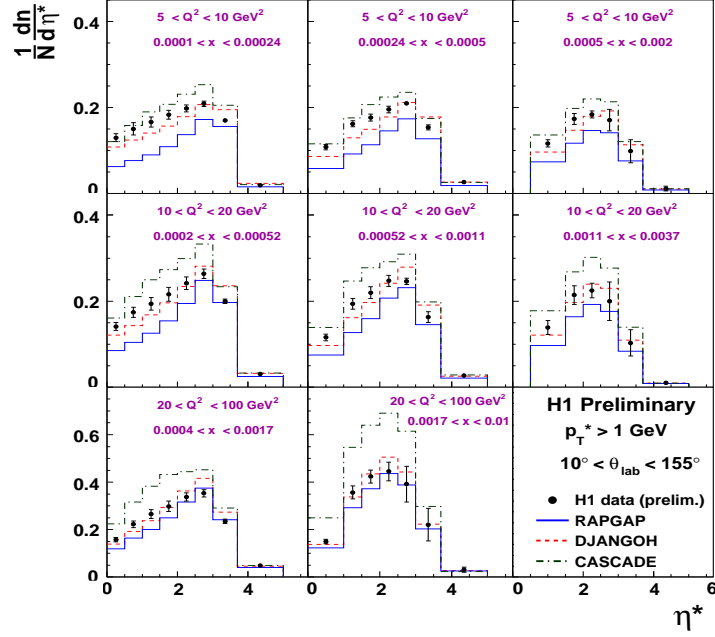 1/N dn/dη*
5 < Q² < 10 GeV²
0.0001 < x < 0.00024
5 < Q² < 10 GeV²
0.00024 < x < 0.0005
5 < Q² < 10 GeV²
0.0005 < x < 0.002
0.4
0.2
0
10 < Q² < 20 GeV²
0.0002 < x < 0.00052
10 < Q² < 20 GeV²
0.00052 < x < 0.0011
10 < Q² < 20 GeV²
0.0011 < x < 0.0037
0.4
0.2
0
20 < Q² < 100 GeV²
0.0004 < x < 0.0017
20 < Q² < 100 GeV²
0.0017 < x < 0.01
0.6
0.4
0.2
0
H1 Preliminary
p_T* > 1 GeV
10° < θ_lab < 155°
H1 data (prelim.)
RAPGAP
DJANGOH
CASCADE
0 2 4 0 2 4 0 2 4 6
η*